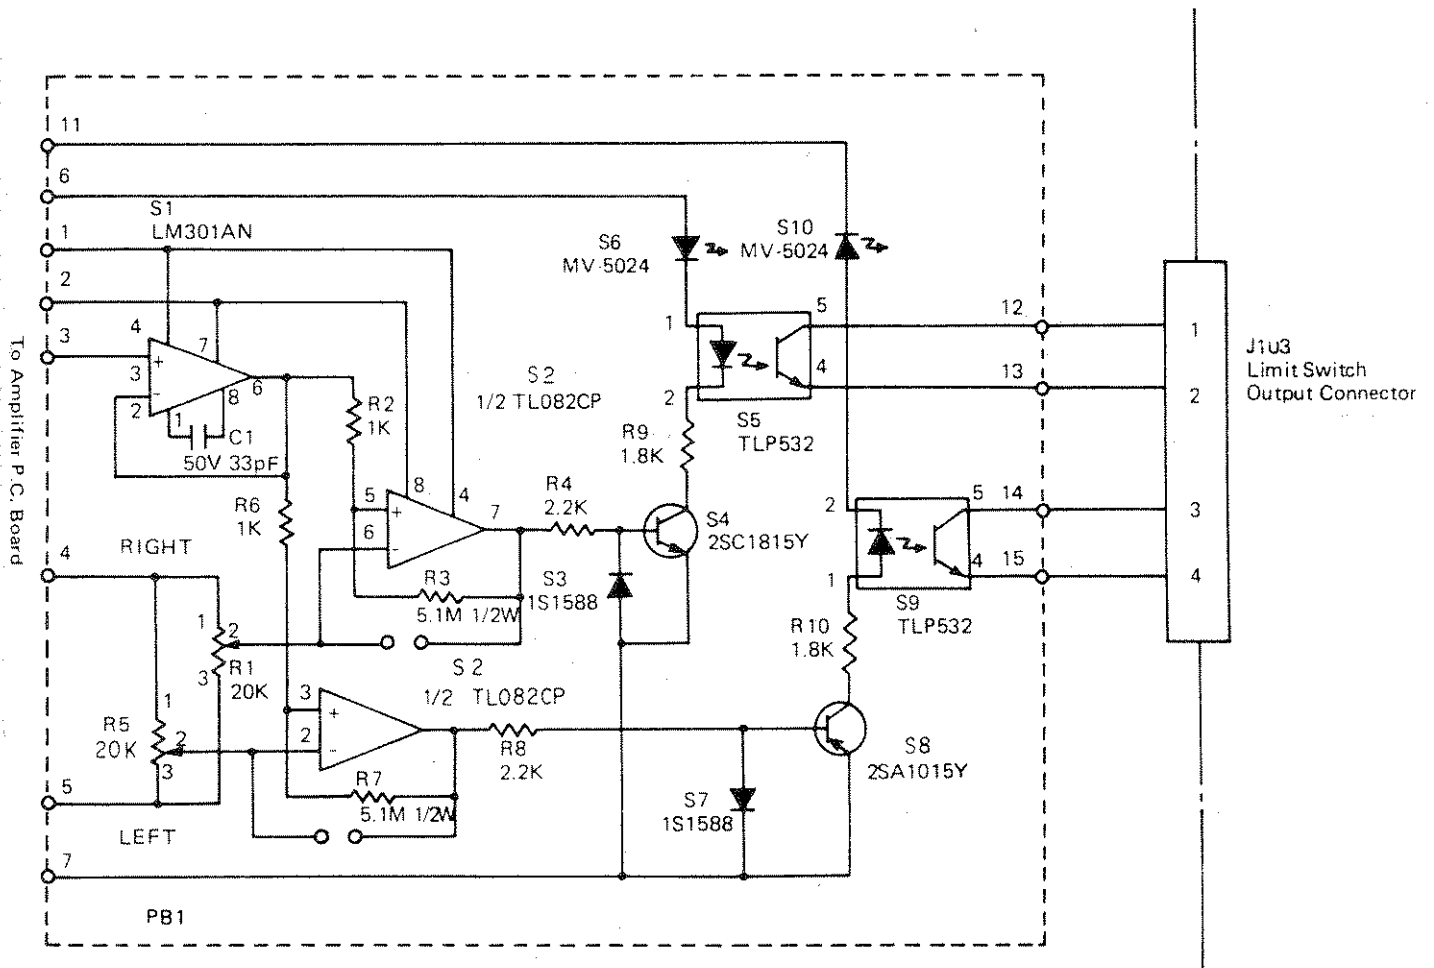 11
6
S1
LM301AN
1
2
3
4
7
+
3
-
2
6
8
1
C1
50V 33pF
R2
1K
S2
1/2 TL082CP
S6
MV-5024
S10
MV-5024
1
2
5
4
S5
TLP532
12
13
1
2
3
4
J1U3
Limit Switch
Output Connector
To Amplifier P.C. Board
R6
1K
5
+
6
-
8
4
7
R4
2.2K
R9
1.8K
S4
2SC1815Y
2
1
5
4
14
15
S9
TLP532
4
RIGHT
R3
5.1M 1/2W
S3
1S1588
1
2
3
R1
20K
S2
1/2 TL082CP
R10
1.8K
R5
20K
1
2
3
3
+
2
-
R8
2.2K
S8
2SA1015Y
R7
5.1M 1/2W
S7
1S1588
5
LEFT
7
PB1